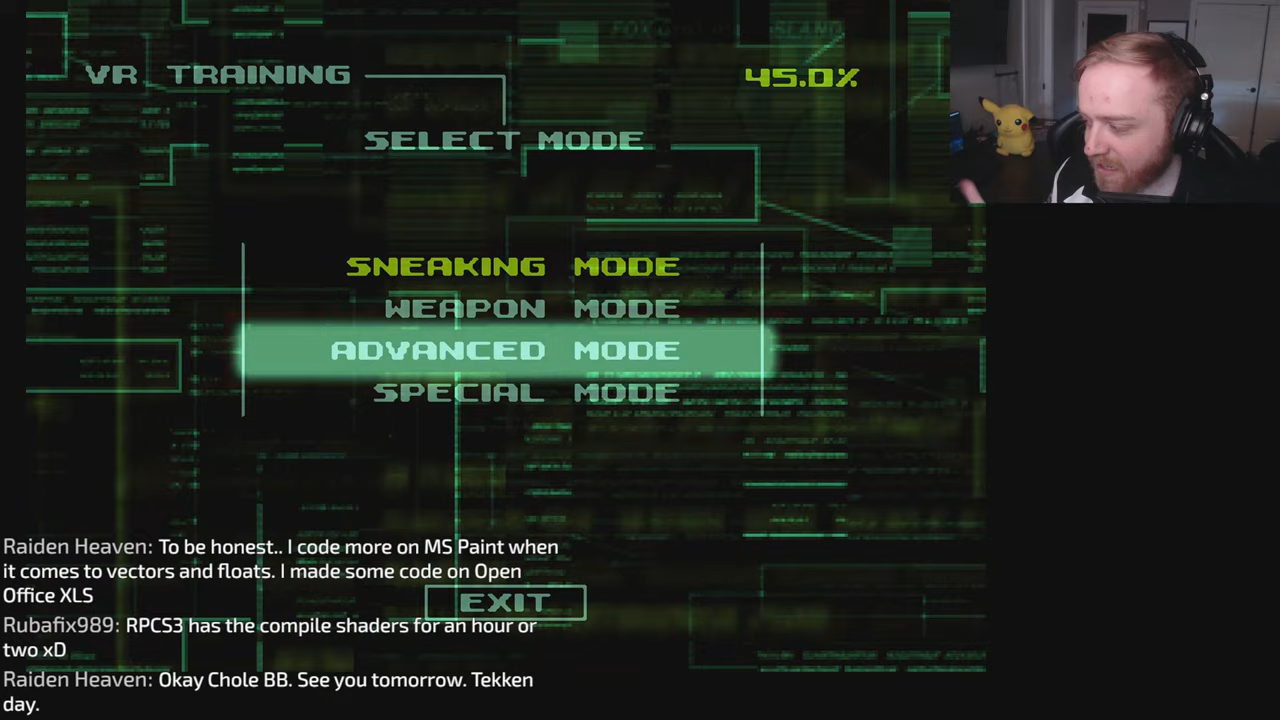 VR TRAINING
45.0%
SELECT MODE
SNEAKING MODE
WEAPON MODE
ADVANCED MODE
SPECIAL MODE
EXIT
Raiden Heaven: To be honest.. I code more on MS Paint when
it comes to vectors and floats. I made some code on Open
Office XLS
Rubafix989: RPCS3 has the compile shaders for an hour or
two xD
Raiden Heaven: Okay Chole BB. See you tomorrow. Tekken
day.